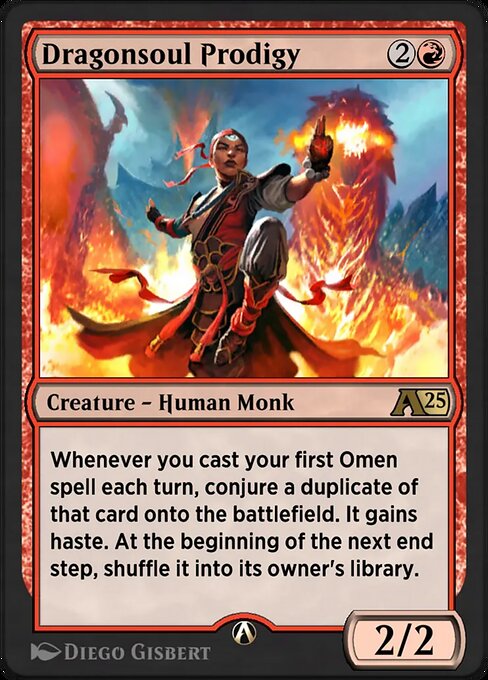 Dragonsoul Prodigy 2
Creature – Human Monk A25
Whenever you cast your first Omen
spell each turn, conjure a duplicate of
that card onto the battlefield. It gains
haste. At the beginning of the next end
step, shuffle it into its owner's library.
2/2
Diego Gisbert